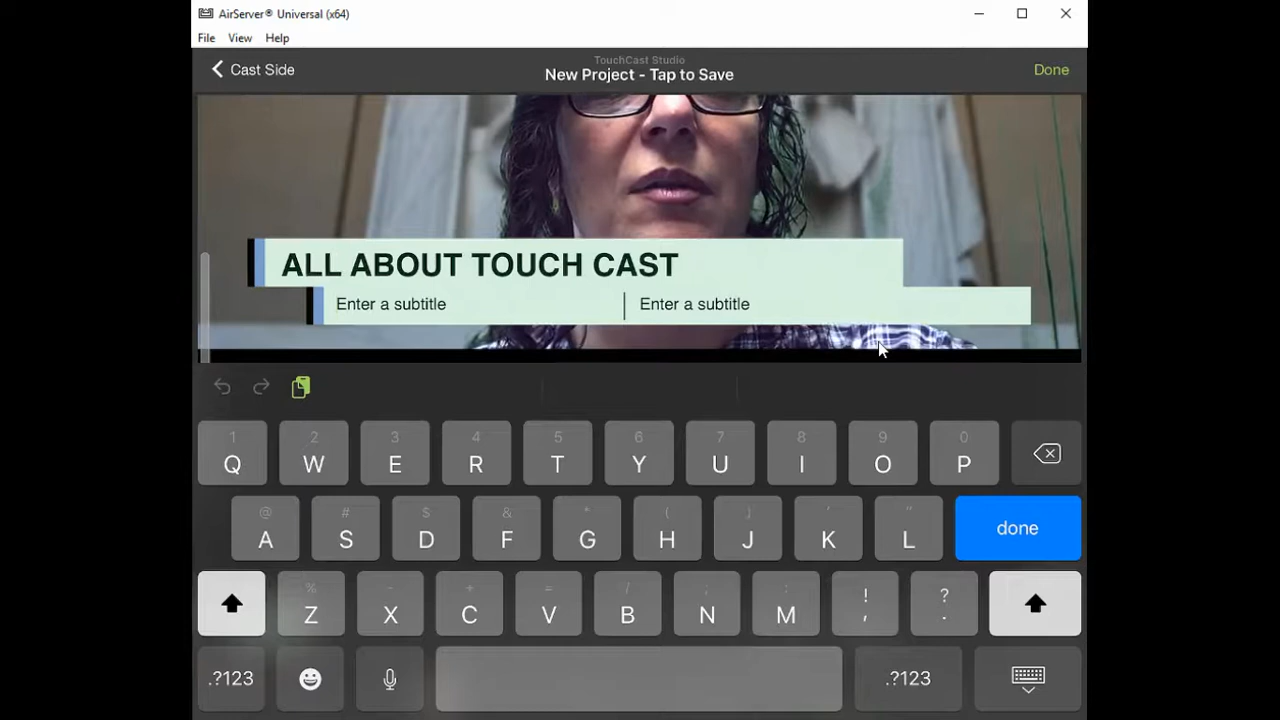 AirServer® Universal (x64)
File View Help
TouchCast Studio
Cast Side New Project - Tap to Save Done
ALL ABOUT TOUCH CAST
Enter a subtitle Enter a subtitle
1 2 3 4 5 6 7 8 9 0
Q W E R T Y U I O P
@ # $ & * ( ) ' "
A S D F G H J K L done
% - + = / ; : ! ?
Z X C V B N M , .
.?123 .?123